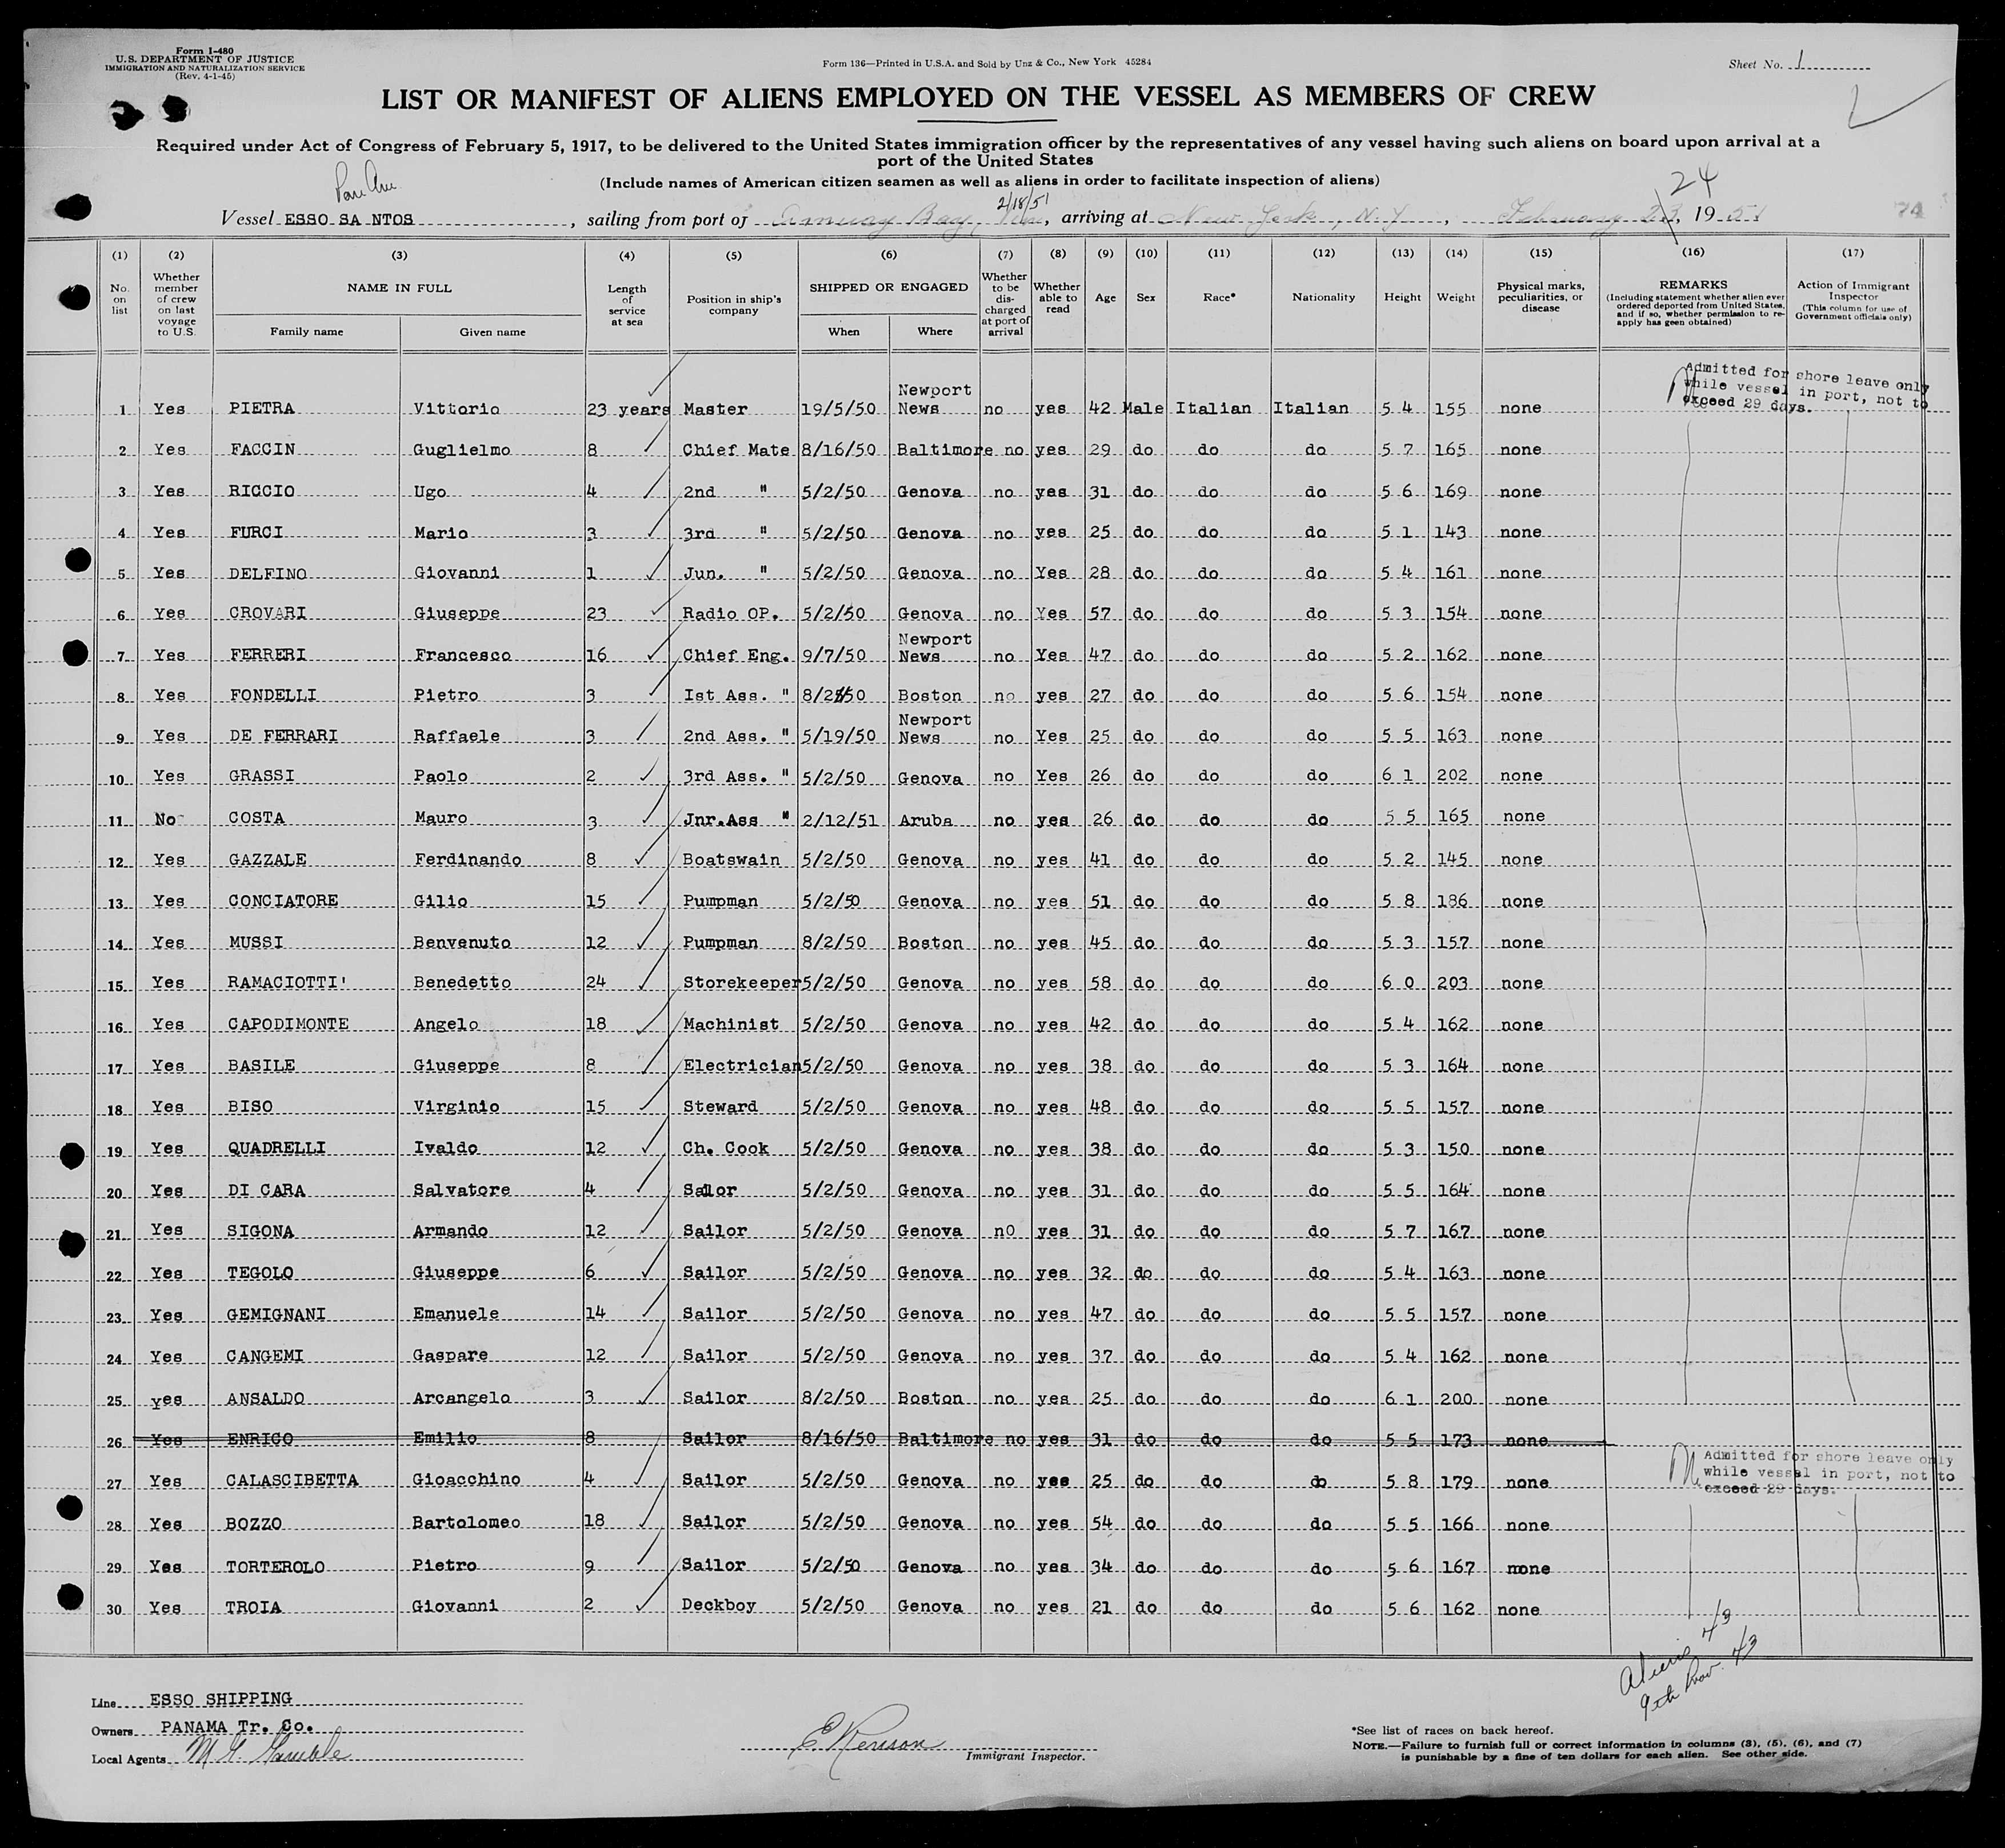 Form I-480
U.S. DEPARTMENT OF JUSTICE
IMMIGRATION AND NATURALIZATION SERVICE
(Rev. 4-1-45)
Form 136—Printed in U.S.A. and Sold by Unz & Co., New York 45284
Sheet No. 1
LIST OR MANIFEST OF ALIENS EMPLOYED ON THE VESSEL AS MEMBERS OF CREW
Required under Act of Congress of February 5, 1917, to be delivered to the United States immigration officer by the representatives of any vessel having such aliens on board upon arrival at a
port of the United States
(Include names of American citizen seamen as well as aliens in order to facilitate inspection of aliens)
24
2/18/51
Vessel ESSO SA NTOS, sailing from port of Amuay Bay, Ven, arriving at New York, N.Y., February 23, 1951
(1) (2) (3) (4) (5) (6) (7) (8) (9) (10) (11) (12) (13) (14) (15) (16) (17)
No. on list
Whether member of crew on last voyage to U.S.
NAME IN FULL
Family name Given name
Length of service at sea
Position in ship's company
SHIPPED OR ENGAGED
When Where
Whether to be discharged at port of arrival
Whether able to read
Age
Sex
Race*
Nationality
Height
Weight
Physical marks, peculiarities, or disease
REMARKS
(Including statement whether alien ever ordered deported from United States, and if so, whether permission to reapply has geen obtained)
Action of Immigrant Inspector
(This column for use of Government officials only)
Admitted for shore leave only
while vessel in port, not to
exceed 29 days.
1 Yes PIETRA Vittorio 23 years Master 19/5/50 Newport News no yes 42 Male Italian Italian 5 4 155 none
2 Yes FACCIN Guglielmo 8 Chief Mate 8/16/50 Baltimore no yes 29 do do do 5 7 165 none
3 Yes RICCIO Ugo 4 2nd " 5/2/50 Genova no yes 31 do do do 5 6 169 none
4 Yes FURCI Mario 3 3rd " 5/2/50 Genova no yes 25 do do do 5 1 143 none
5 Yes DELFINO Giovanni 1 Jun. " 5/2/50 Genova no Yes 28 do do do 5 4 161 none
6 Yes CROVARI Giuseppe 23 Radio OP. 5/2/50 Genova no Yes 57 do do do 5 3 154 none
7 Yes FERRERI Francesco 16 Chief Eng. 9/7/50 Newport News no Yes 47 do do do 5 2 162 none
8 Yes FONDELLI Pietro 3 Ist Ass. " Boston no yes 27 do do do 5 6 154 none
9 Yes DE FERRARI Raffaele 3 2nd Ass. " 5/19/50 Newport News no Yes 25 do do do 5 5 163 none
10 Yes GRASSI Paolo 2 3rd Ass. " 5/2/50 Genova no Yes 26 do do do 6 1 202 none
11 No COSTA Mauro 3 Jnr.Ass " 2/12/51 Aruba no yes 26 do do do 5 5 165 none
12 Yes GAZZALE Ferdinando 8 Boatswain 5/2/50 Genova no yes 41 do do do 5 2 145 none
13 Yes CONCIATORE Gilio 15 Pumpman 5/2/50 Genova no yes 51 do do do 5 8 186 none
14 Yes MUSSI Benvenuto 12 Pumpman 8/2/50 Boston no yes 45 do do do 5 3 157 none
15 Yes RAMACIOTTI' Benedetto 24 Storekeeper 5/2/50 Genova no yes 58 do do do 6 0 203 none
16 Yes CAPODIMONTE Angelo 18 Machinist 5/2/50 Genova no yes 42 do do do 5 4 162 none
17 Yes BASILE Giuseppe 8 Electrician 5/2/50 Genova no yes 38 do do do 5 3 164 none
18 Yes BISO Virginio 15 Steward 5/2/50 Genova no yes 48 do do do 5 5 157 none
19 Yes QUADRELLI Ivaldo 12 Ch. Cook 5/2/50 Genova no yes 38 do do do 5 3 150 none
20 Yes DI CARA Salvatore 4 Sailor 5/2/50 Genova no yes 31 do do do 5 5 164 none
21 Yes SIGONA Armando 12 Sailor 5/2/50 Genova n0 yes 31 do do do 5 7 167 none
22 Yes TEGOLO Giuseppe 6 Sailor 5/2/50 Genova no yes 32 do do do 5 4 163 none
23 Yes GEMIGNANI Emanuele 14 Sailor 5/2/50 Genova no yes 47 do do do 5 5 157 none
24 Yes CANGEMI Gaspare 12 Sailor 5/2/50 Genova no yes 37 do do do 5 4 162 none
25 yes ANSALDO Arcangelo 3 Sailor 8/2/50 Boston no yes 25 do do do 6 1 200 none
26 Yes ENRICO Emilio 8 Sailor 8/16/50 Baltimore no yes 31 do do do 5 5 173 none
Admitted for shore leave only
while vessel in port, not to
exceed 29 days.
27 Yes CALASCIBETTA Gioacchino 4 Sailor 5/2/50 Genova no yes 25 do do do 5 8 179 none
28 Yes BOZZO Bartolomeo 18 Sailor 5/2/50 Genova no yes 54 do do do 5 5 166 none
29 Yes TORTEROLO Pietro 9 Sailor 5/2/50 Genova no yes 34 do do do 5 6 167 none
30 Yes TROIA Giovanni 2 Deckboy 5/2/50 Genova no yes 21 do do do 5 6 162 none
Aliens 43
9th Prov. 43
Line ESSO SHIPPING
Owners PANAMA Tr. Co.
Local Agents M. G. Gamble
Immigrant Inspector.
*See list of races on back hereof.
NOTE.—Failure to furnish full or correct information in columns (3), (5), (6), and (7)
is punishable by a fine of ten dollars for each alien. See other side.